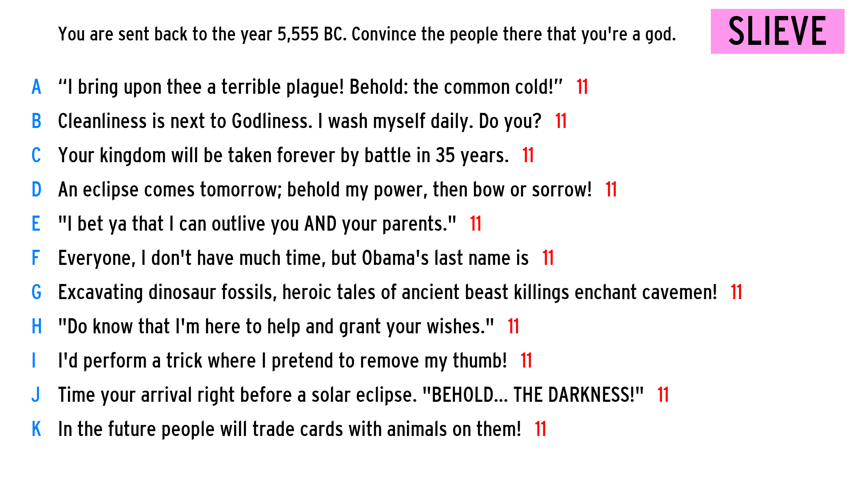 You are sent back to the year 5,555 BC. Convince the people there that you're a god.
SLIEVE
A “I bring upon thee a terrible plague! Behold: the common cold!” 11
B Cleanliness is next to Godliness. I wash myself daily. Do you? 11
C Your kingdom will be taken forever by battle in 35 years. 11
D An eclipse comes tomorrow; behold my power, then bow or sorrow! 11
E "I bet ya that I can outlive you AND your parents." 11
F Everyone, I don't have much time, but Obama's last name is 11
G Excavating dinosaur fossils, heroic tales of ancient beast killings enchant cavemen! 11
H "Do know that I'm here to help and grant your wishes." 11
I I'd perform a trick where I pretend to remove my thumb! 11
J Time your arrival right before a solar eclipse. "BEHOLD... THE DARKNESS!" 11
K In the future people will trade cards with animals on them! 11